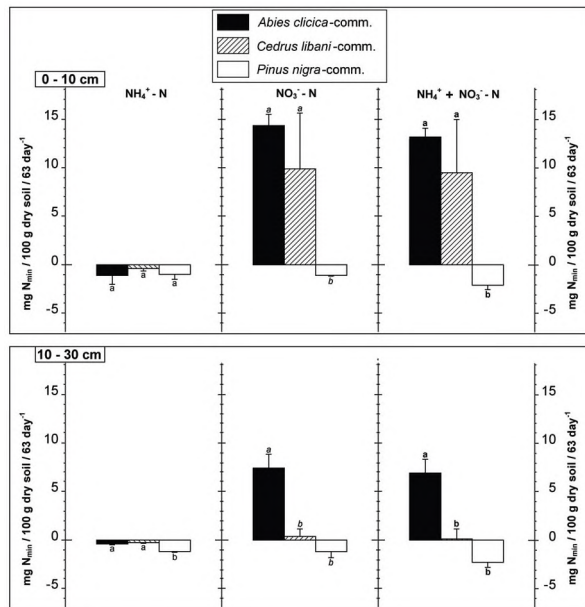 Abies clicica-comm.
Cedrus libani-comm.
Pinus nigra-comm.
0 - 10 cm
NH₄⁺ - N
NO₃⁻ - N
NH₄⁺ + NO₃⁻ - N
mg Nmin / 100 g dry soil / 63 day⁻¹
15
10
5
0
-5
a
a
a
a
a
b
a
a
b
15
10
5
0
-5
mg Nmin / 100 g dry soil / 63 day⁻¹
10 - 30 cm
mg Nmin / 100 g dry soil / 63 day⁻¹
15
10
5
0
-5
a
a
b
a
b
b
a
b
b
15
10
5
0
-5
mg Nmin / 100 g dry soil / 63 day⁻¹